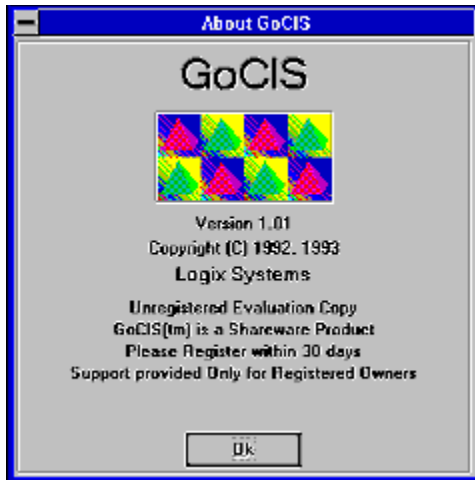 About GoCIS
GoCIS
Version 1.01
Copyright (C) 1992, 1993
Logix Systems
Unregistered Evaluation Copy
GoCIS(tm) is a Shareware Product
Please Register within 30 days
Support provided Only for Registered Owners
Ok